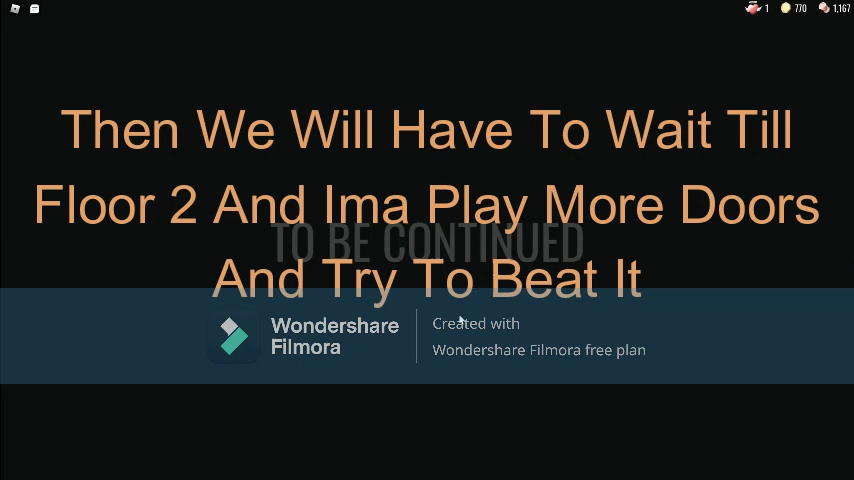 1 770 1,167
Then We Will Have To Wait Till
Floor 2 And Ima Play More Doors
TO BE CONTINUED
And Try To Beat It
Wondershare
Filmora
Created with
Wondershare Filmora free plan